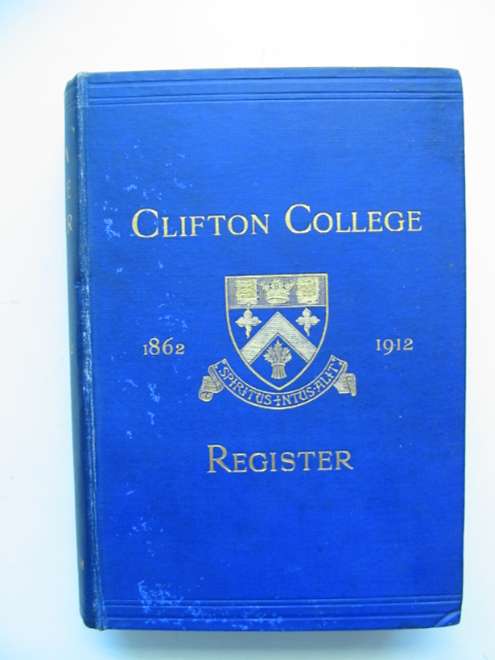 CLIFTON COLLEGE
1862
1912
SPIRITUS INTUS ALIT
REGISTER